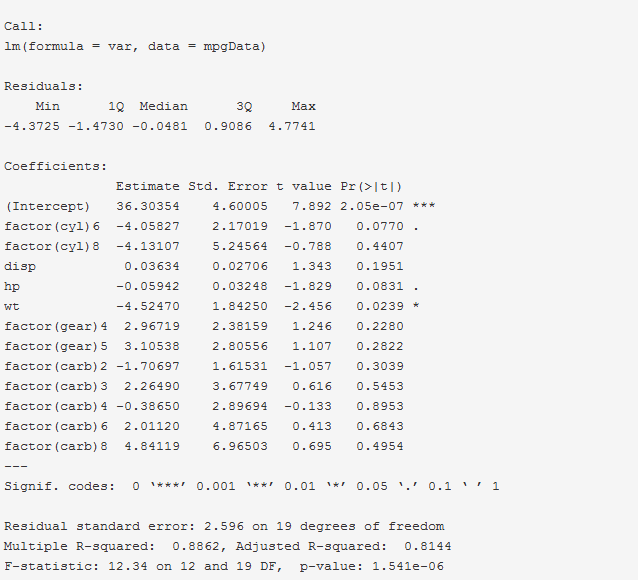 Call:
lm(formula = var, data = mpgData)
Residuals:
    Min      1Q  Median      3Q     Max
-4.3725 -1.4730 -0.0481  0.9086  4.7741
Coefficients:
              Estimate Std. Error t value Pr(>|t|)
(Intercept)   36.30354    4.60005   7.892 2.05e-07 ***
factor(cyl)6  -4.05827    2.17019  -1.870   0.0770 .
factor(cyl)8  -4.13107    5.24564  -0.788   0.4407
disp           0.03634    0.02706   1.343   0.1951
hp            -0.05942    0.03248  -1.829   0.0831 .
wt            -4.52470    1.84250  -2.456   0.0239 *
factor(gear)4  2.96719    2.38159   1.246   0.2280
factor(gear)5  3.10538    2.80556   1.107   0.2822
factor(carb)2 -1.70697    1.61531  -1.057   0.3039
factor(carb)3  2.26490    3.67749   0.616   0.5453
factor(carb)4 -0.38650    2.89694  -0.133   0.8953
factor(carb)6  2.01120    4.87165   0.413   0.6843
factor(carb)8  4.84119    6.96503   0.695   0.4954
---
Signif. codes:  0 ‘***’ 0.001 ‘**’ 0.01 ‘*’ 0.05 ‘.’ 0.1 ‘ ’ 1
Residual standard error: 2.596 on 19 degrees of freedom
Multiple R-squared:  0.8862, Adjusted R-squared:  0.8144
F-statistic: 12.34 on 12 and 19 DF,  p-value: 1.541e-06